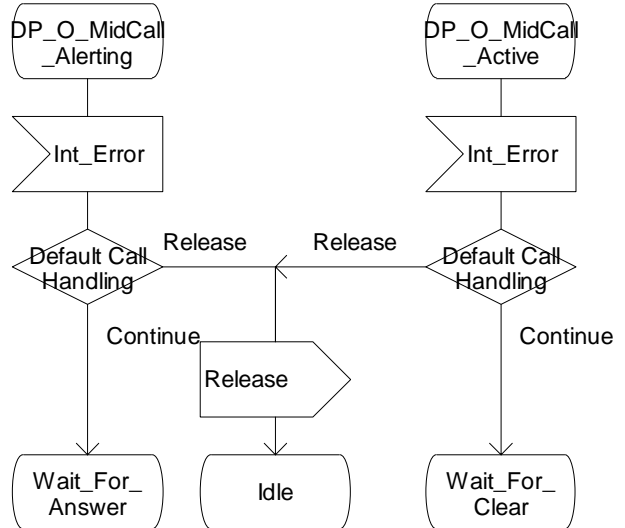 DP_O_MidCall
_Alerting
DP_O_MidCall
_Active
Int_Error
Int_Error
Default Call
Handling
Release
Release
Default Call
Handling
Continue
Continue
Release
Wait_For_
Answer
Idle
Wait_For_
Clear